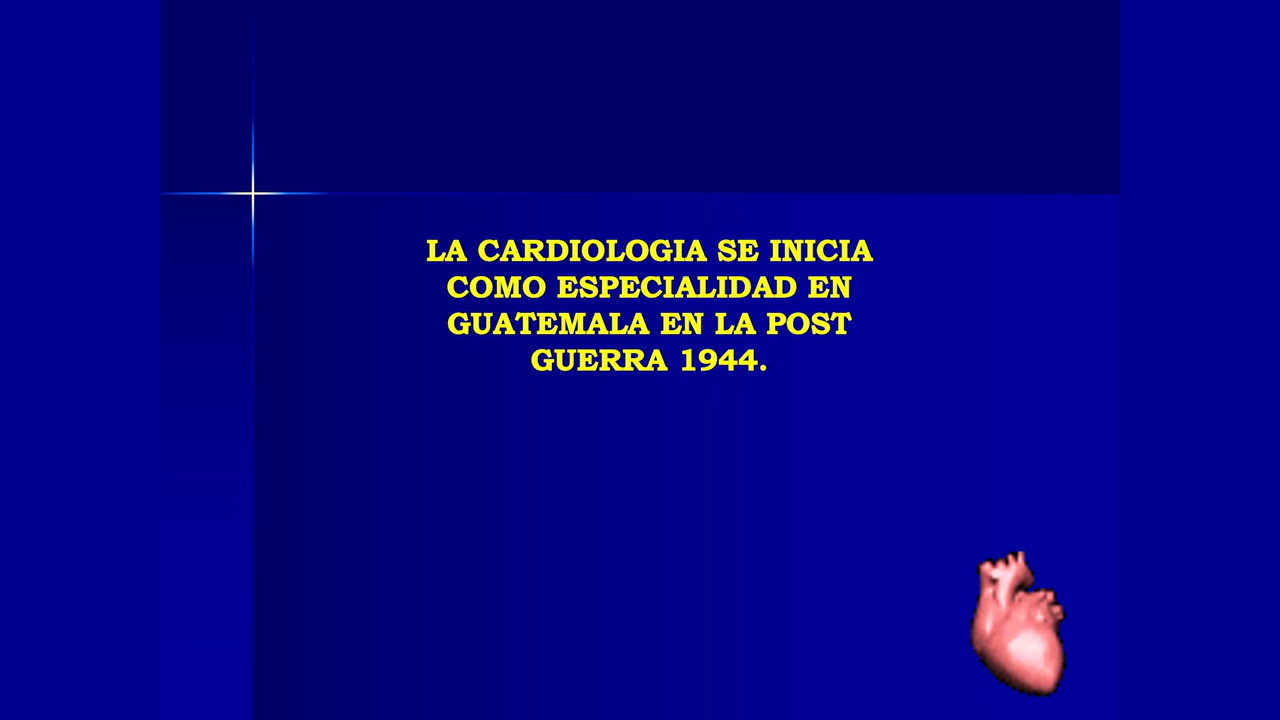 LA CARDIOLOGIA SE INICIA
COMO ESPECIALIDAD EN
GUATEMALA EN LA POST
GUERRA 1944.